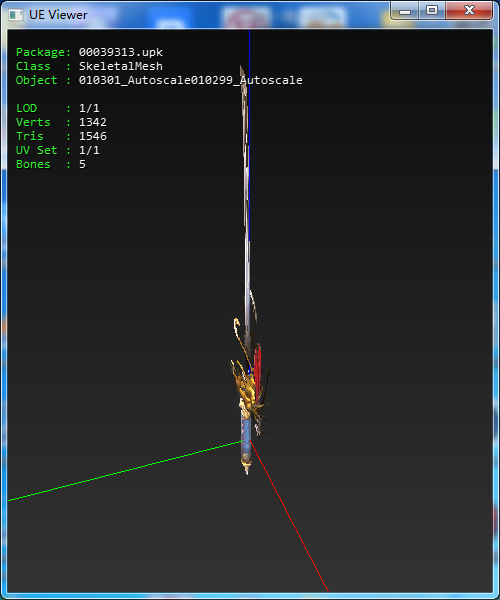 UE Viewer
Package: 00039313.upk
Class : SkeletalMesh
Object : 010301_Autoscale010299_Autoscale
LOD : 1/1
Verts : 1342
Tris : 1546
UV Set : 1/1
Bones : 5